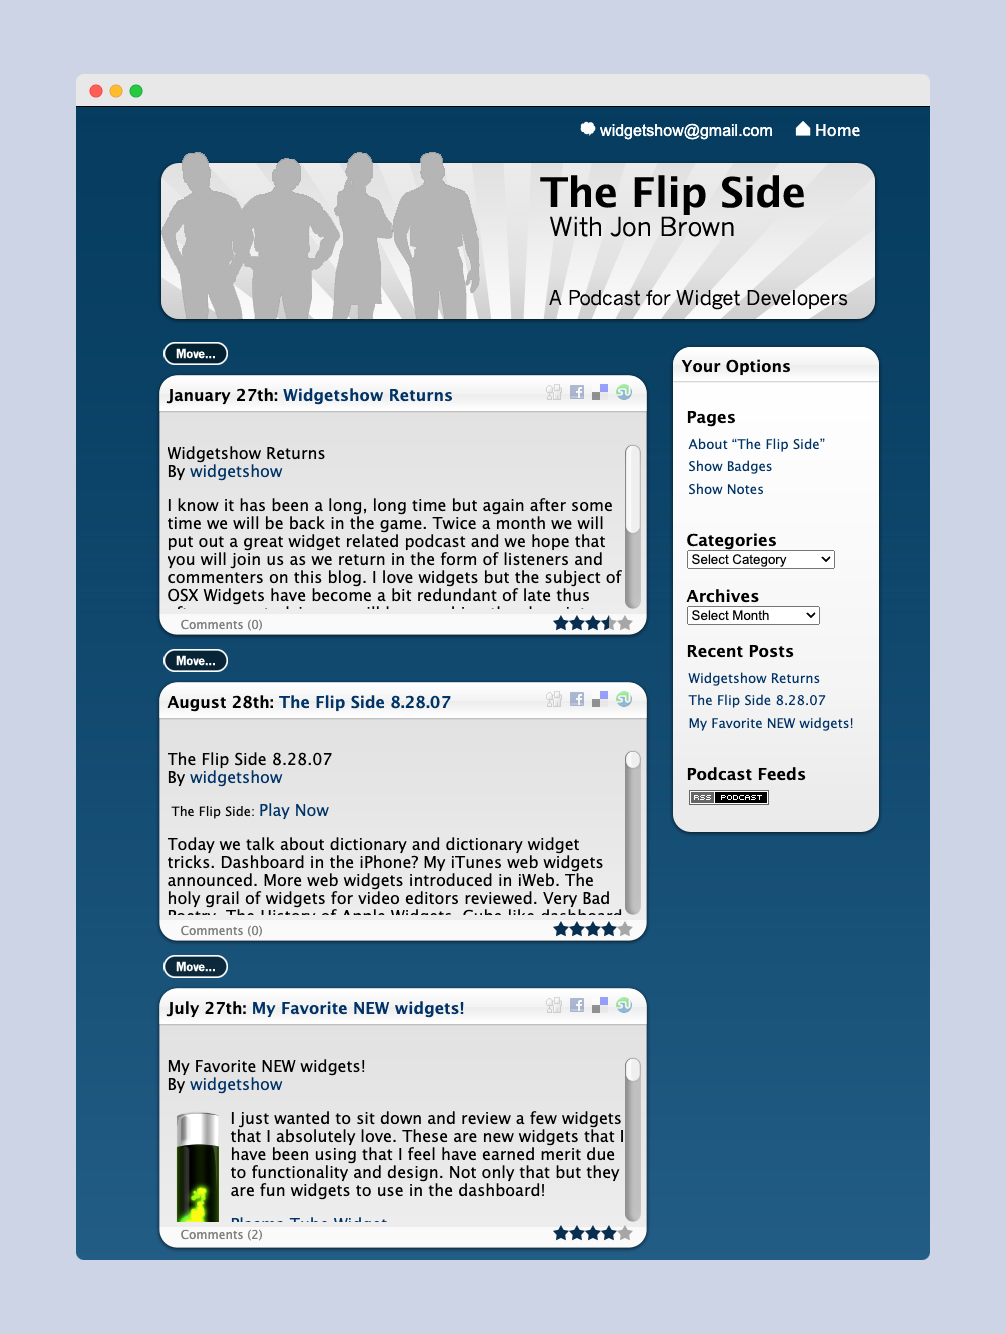 widgetshow@gmail.com Home
The Flip Side
With Jon Brown
A Podcast for Widget Developers
Move...
January 27th: Widgetshow Returns
Widgetshow Returns
By widgetshow
I know it has been a long, long time but again after some
time we will be back in the game. Twice a month we will
put out a great widget related podcast and we hope that
you will join us as we return in the form of listeners and
commenters on this blog. I love widgets but the subject of
OSX Widgets have become a bit redundant of late thus
Comments (0)
Move...
August 28th: The Flip Side 8.28.07
The Flip Side 8.28.07
By widgetshow
The Flip Side: Play Now
Today we talk about dictionary and dictionary widget
tricks. Dashboard in the iPhone? My iTunes web widgets
announced. More web widgets introduced in iWeb. The
holy grail of widgets for video editors reviewed. Very Bad
Poetry. The History of Apple Widgets. Cube like dashboard
Comments (0)
Move...
July 27th: My Favorite NEW widgets!
My Favorite NEW widgets!
By widgetshow
I just wanted to sit down and review a few widgets
that I absolutely love. These are new widgets that I
have been using that I feel have earned merit due
to functionality and design. Not only that but they
are fun widgets to use in the dashboard!
Plasma Tube Widget
Comments (2)
Your Options
Pages
About “The Flip Side”
Show Badges
Show Notes
Categories
Select Category
Archives
Select Month
Recent Posts
Widgetshow Returns
The Flip Side 8.28.07
My Favorite NEW widgets!
Podcast Feeds
RSS PODCAST